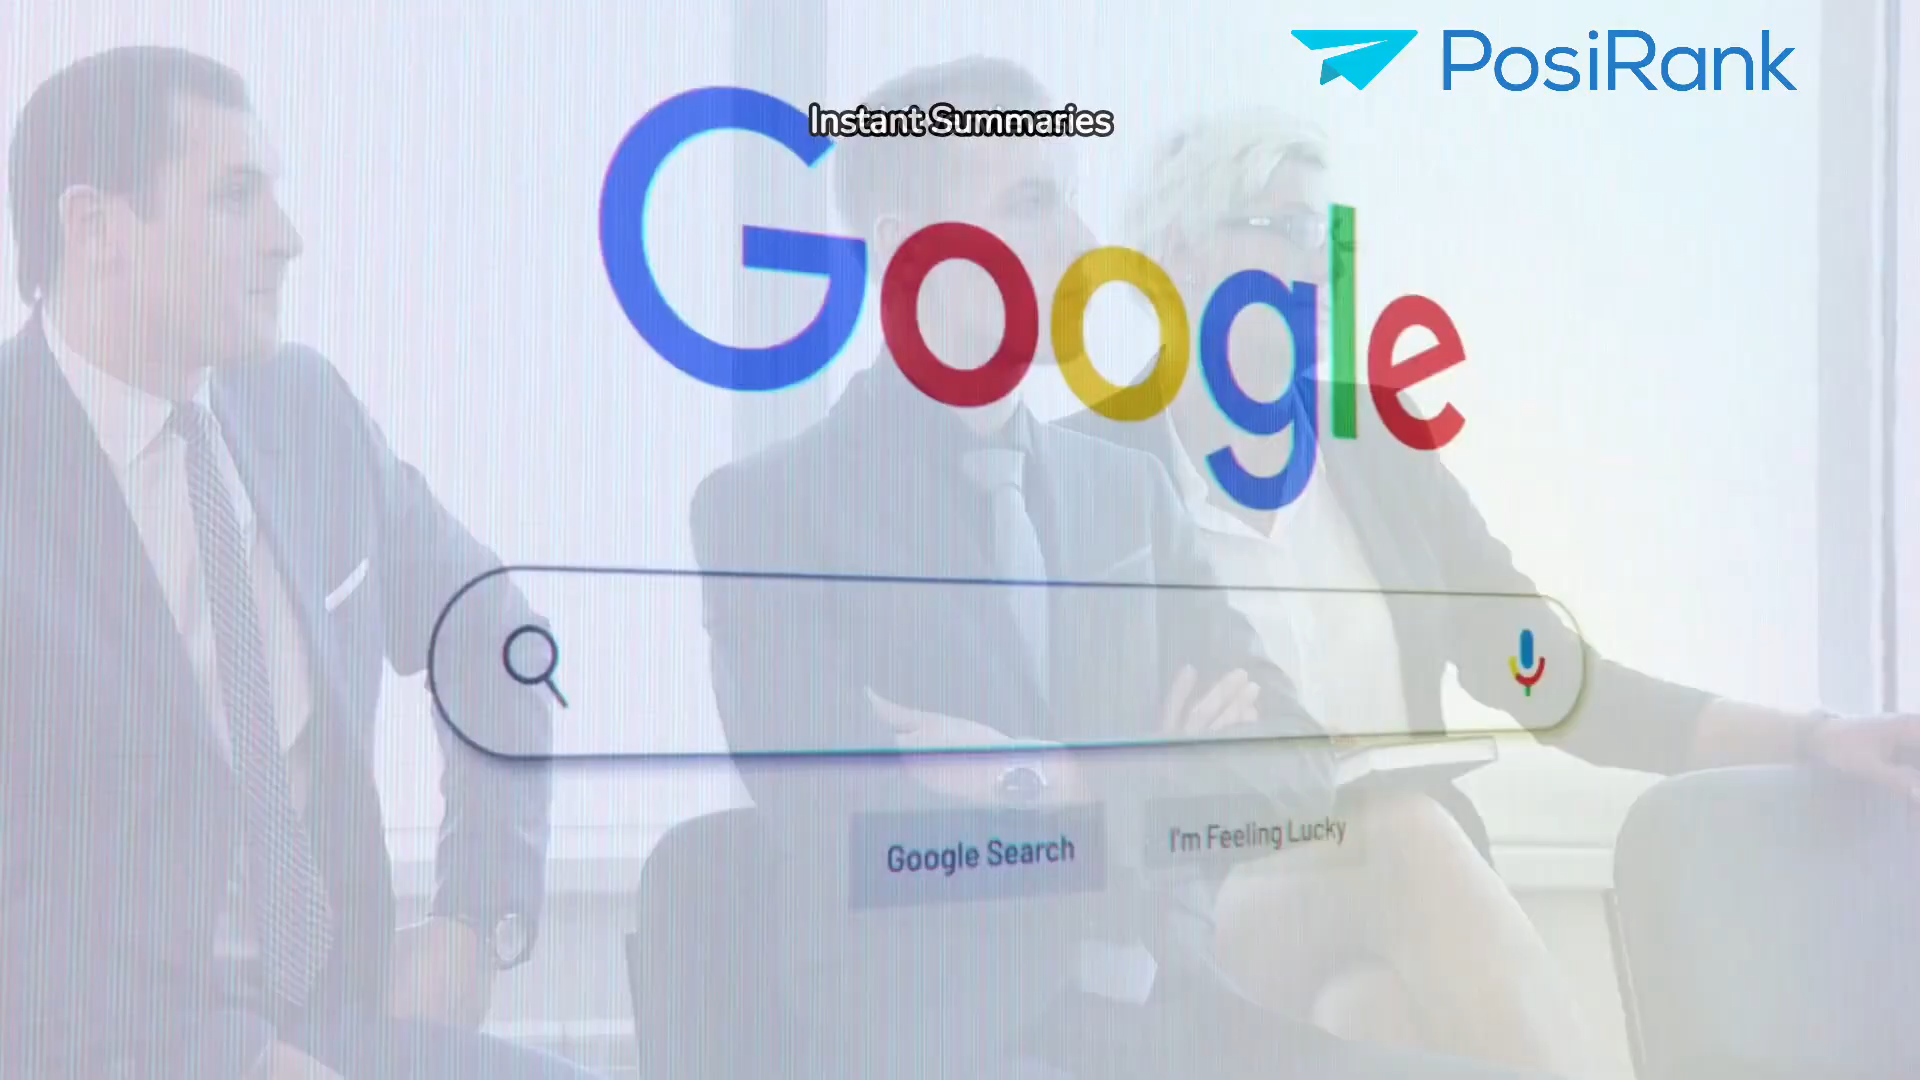 PosiRank
Instant Summaries
Google
Google Search
I'm Feeling Lucky